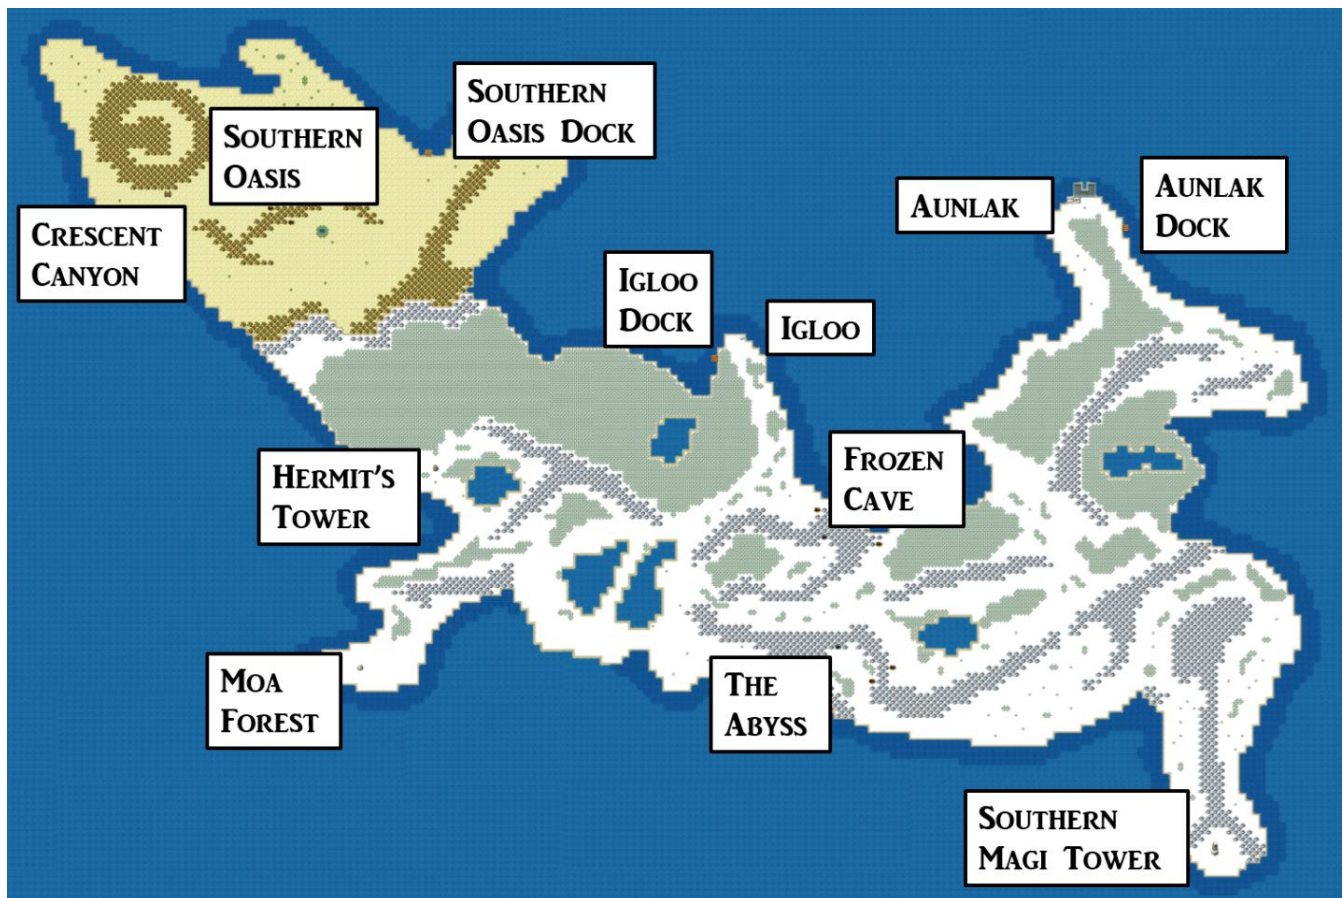 Southern
Oasis Dock
Southern
Oasis
Aunlak
Aunlak
Dock
Crescent
Canyon
Igloo
Dock
Igloo
Hermit's
Tower
Frozen
Cave
Moa
Forest
The
Abyss
Southern
Magi Tower